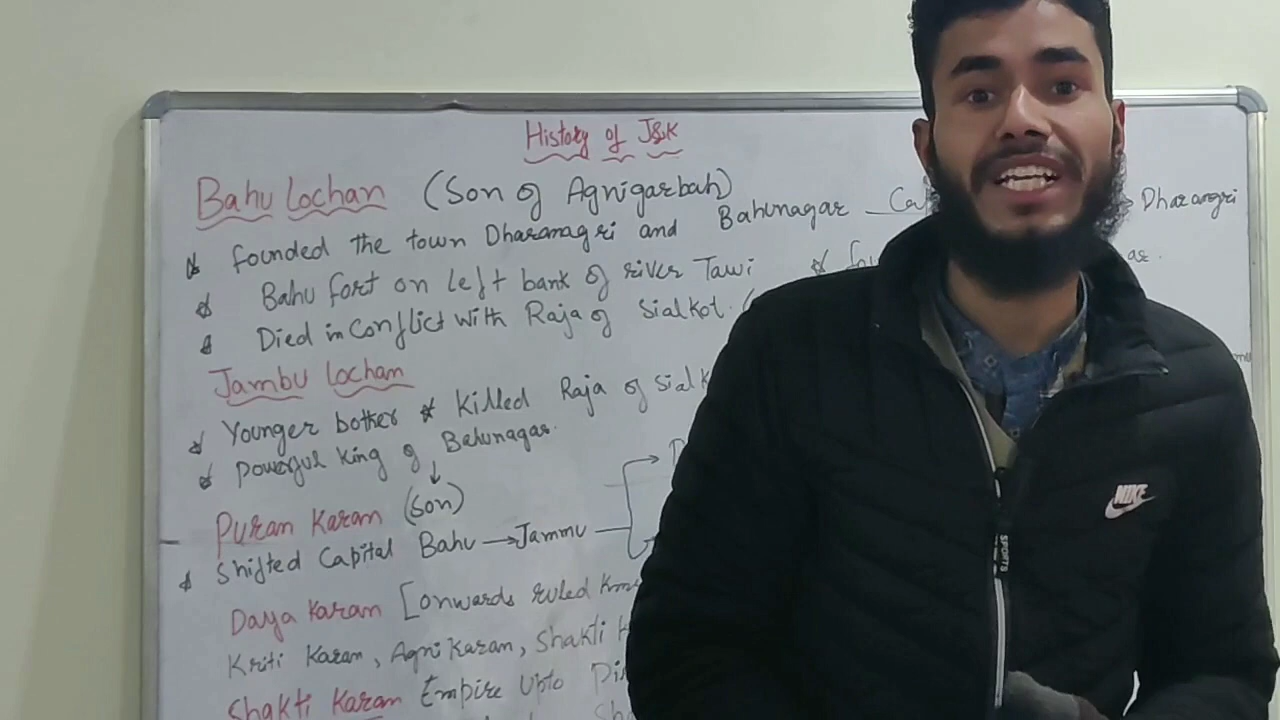 History of J&K
Bahu Lochan (Son of Agnigarbah)
founded the town Dharanagri and Bahunagar Dharangri
Bahu fort on left bank of river Tawi
Died in conflict with Raja of Sialkot.
Jambu Lochan
Younger bother killed Raja of
Powerful king of Bahunagar.
Puran Karan (Son)
Shifted Capital Bahu → Jammu
Daya Karan [onwards ruled
Kriti Karan, Agni Karan, Shakti
Shakti Karan Empire Upto
NIKE
SPORTS